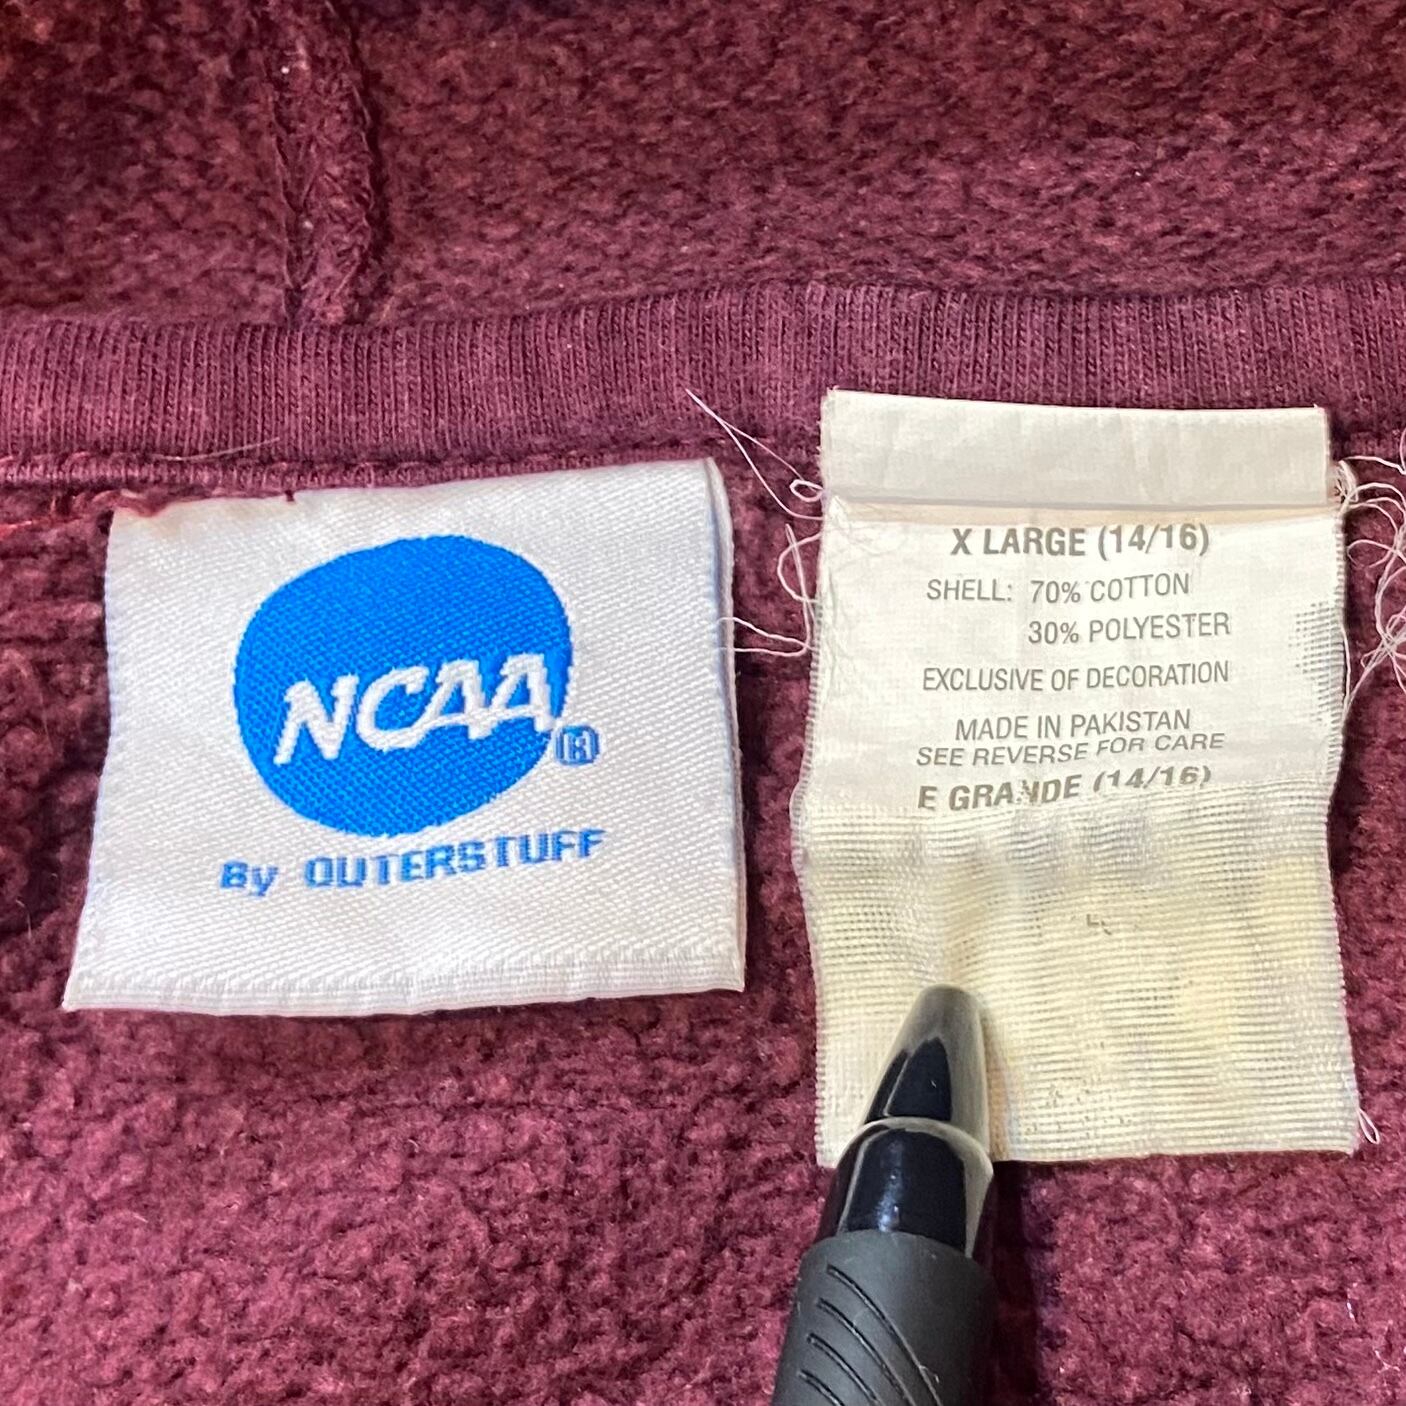 NCAA®
By OUTERSTUFF
X LARGE (14/16)
SHELL: 70% COTTON
30% POLYESTER
EXCLUSIVE OF DECORATION
MADE IN PAKISTAN
SEE REVERSE FOR CARE
E GRANDE (14/16)